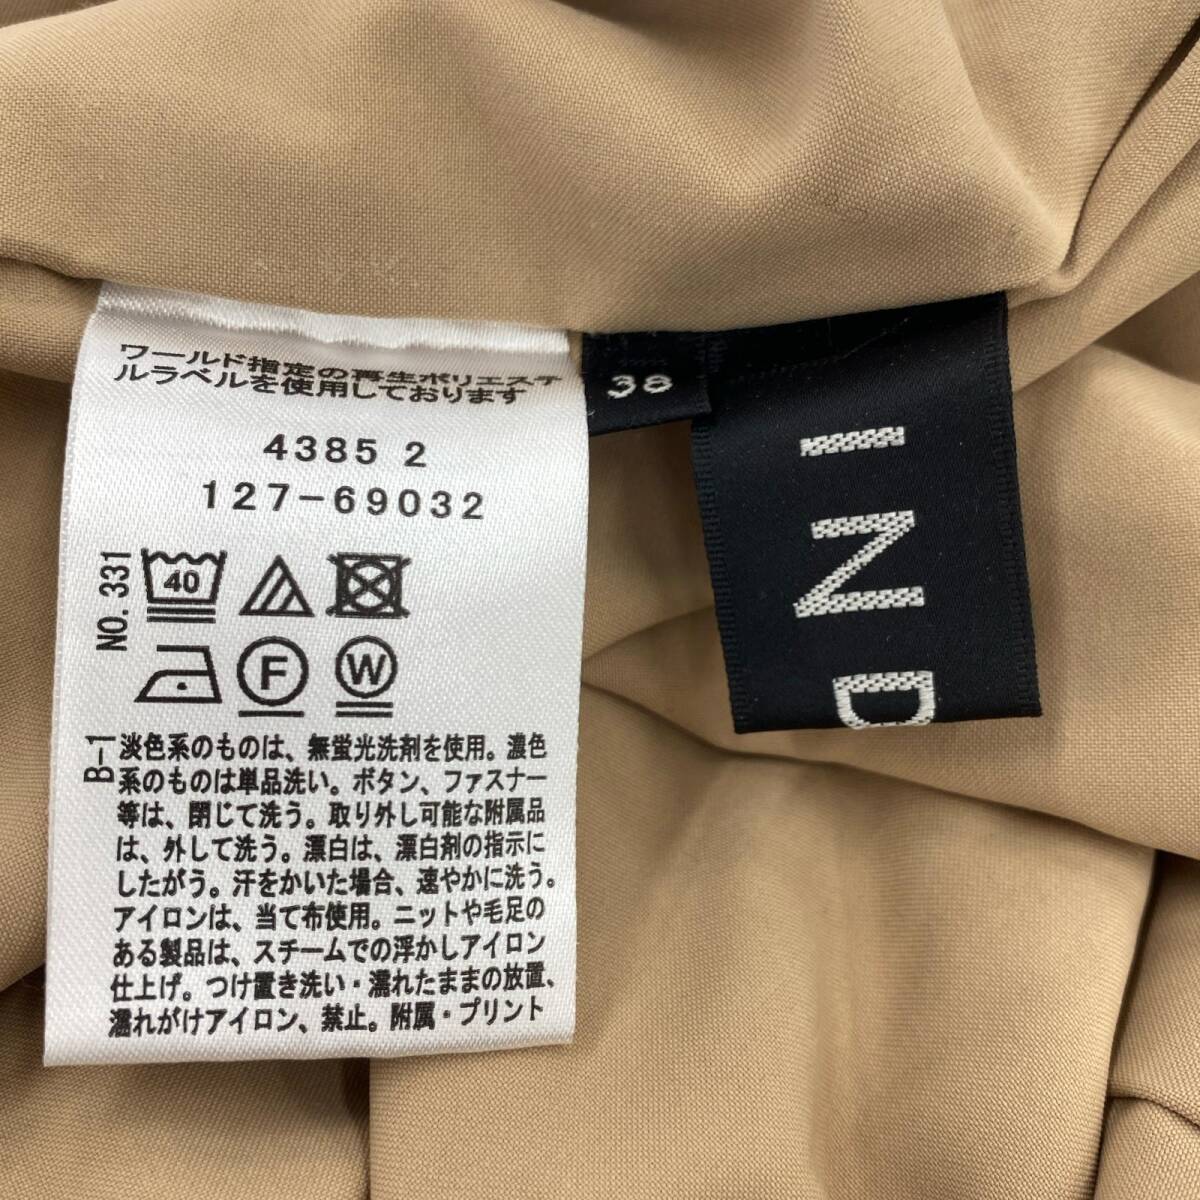 ワールド指定の再生ポリエステ
ルラベルを使用しております
4385 2
127-69032
NO. 331
40
F
W
B-1
淡色系のものは、無蛍光洗剤を使用。濃色
系のものは単品洗い。ボタン、ファスナー
等は、閉じて洗う。取り外し可能な附属品
は、外して洗う。漂白は、漂白剤の指示に
したがう。汗をかいた場合、速やかに洗う。
アイロンは、当て布使用。ニットや毛足の
ある製品は、スチームでの浮かしアイロン
仕上げ。つけ置き洗い・濡れたままの放置、
濡れがけアイロン、禁止。附属・プリント
38
IND